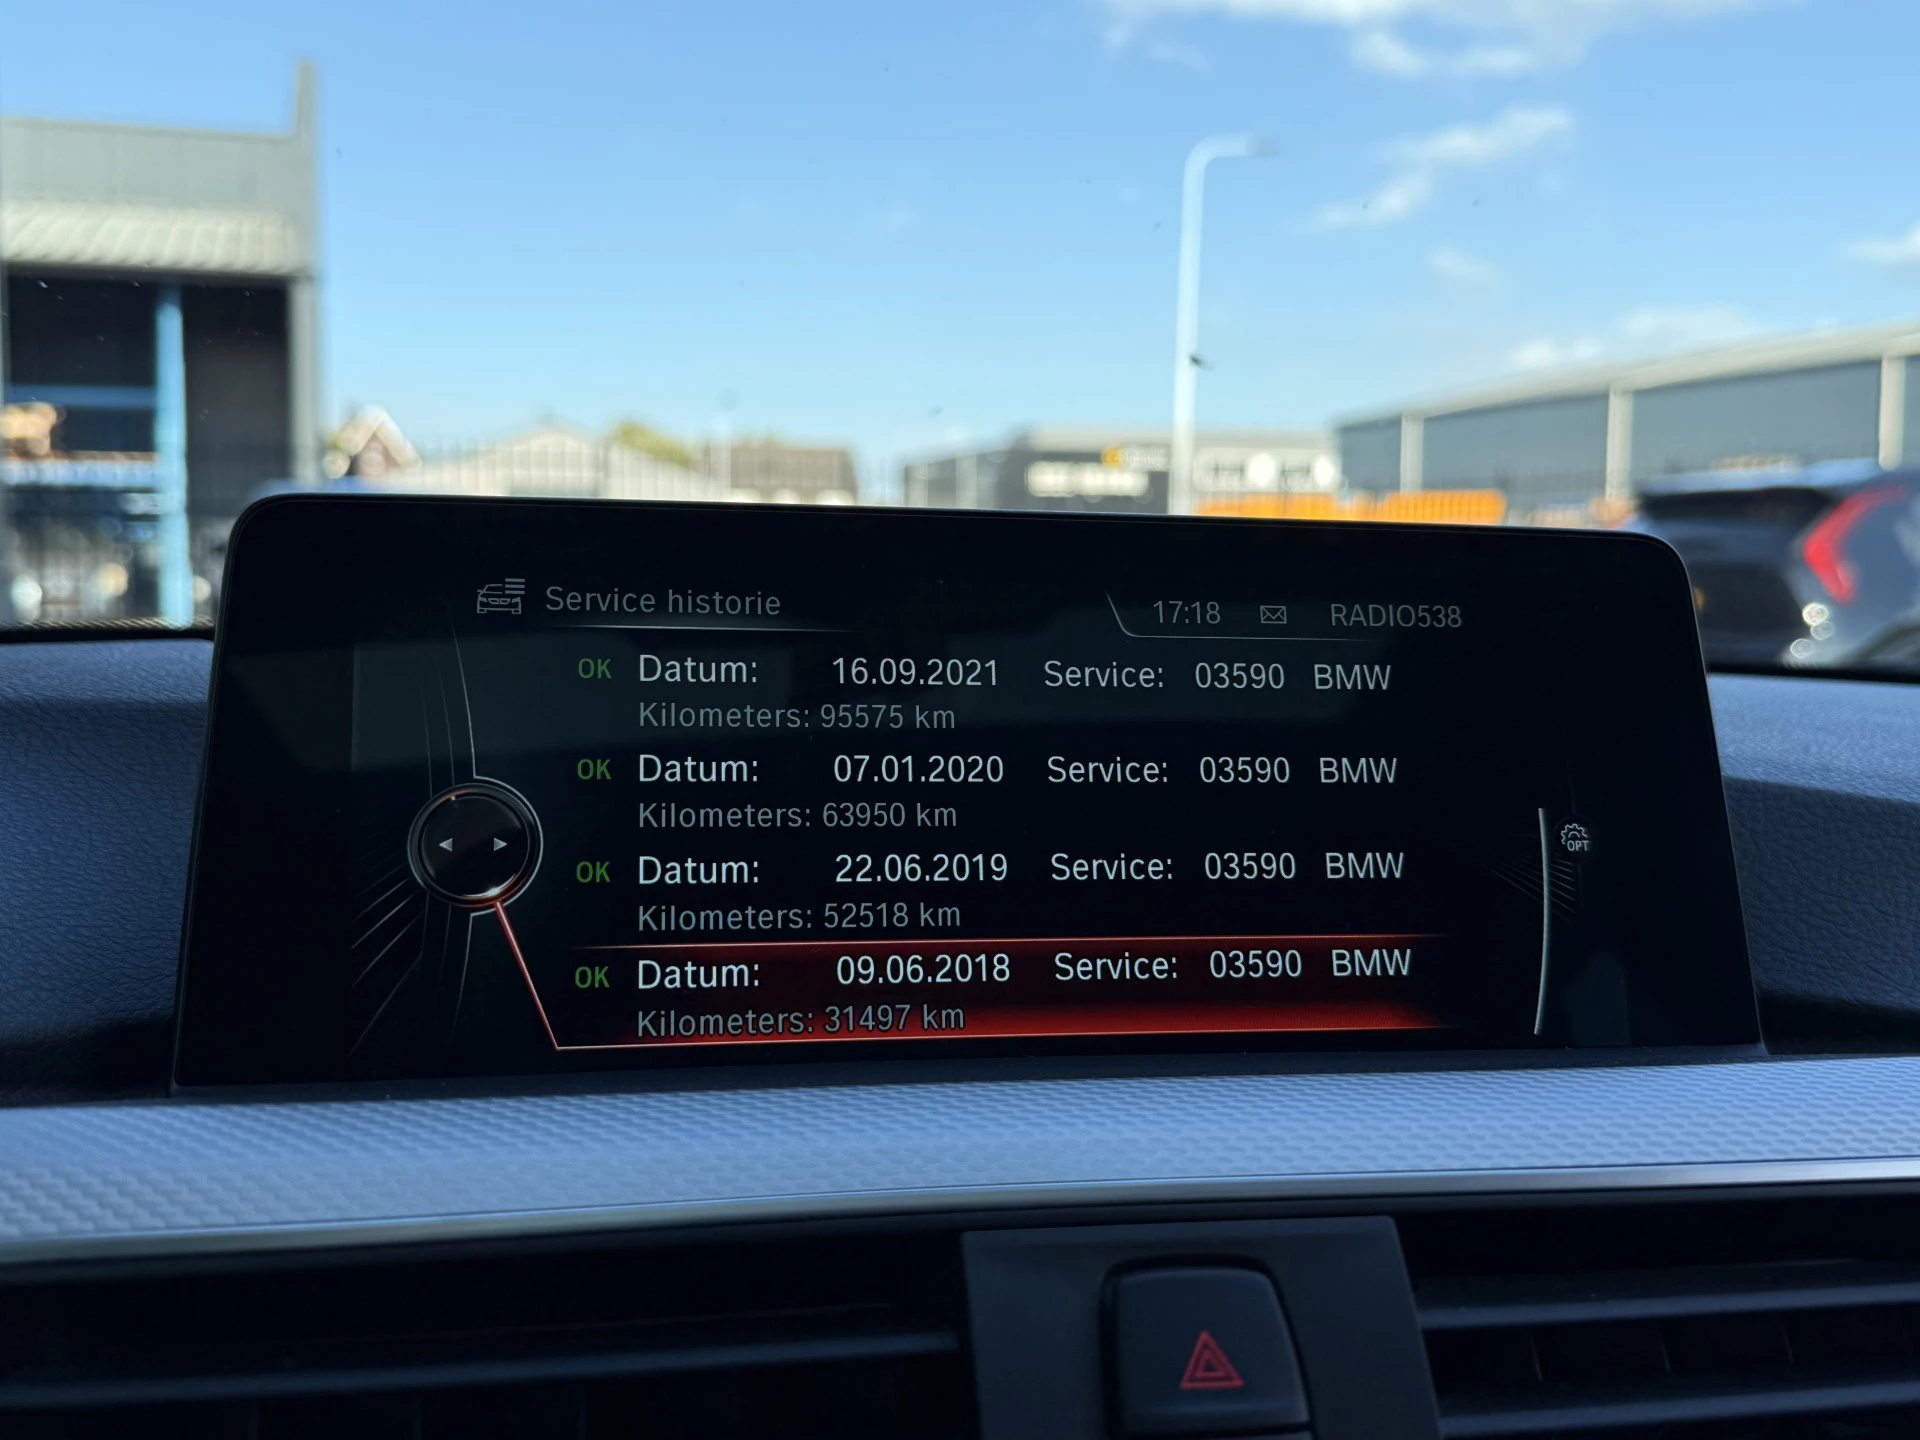 Service historie
17:18 RADIO538
OK Datum: 16.09.2021 Service: 03590 BMW
Kilometers: 95575 km
OK Datum: 07.01.2020 Service: 03590 BMW
Kilometers: 63950 km
OK Datum: 22.06.2019 Service: 03590 BMW
Kilometers: 52518 km
OPT
OK Datum: 09.06.2018 Service: 03590 BMW
Kilometers: 31497 km